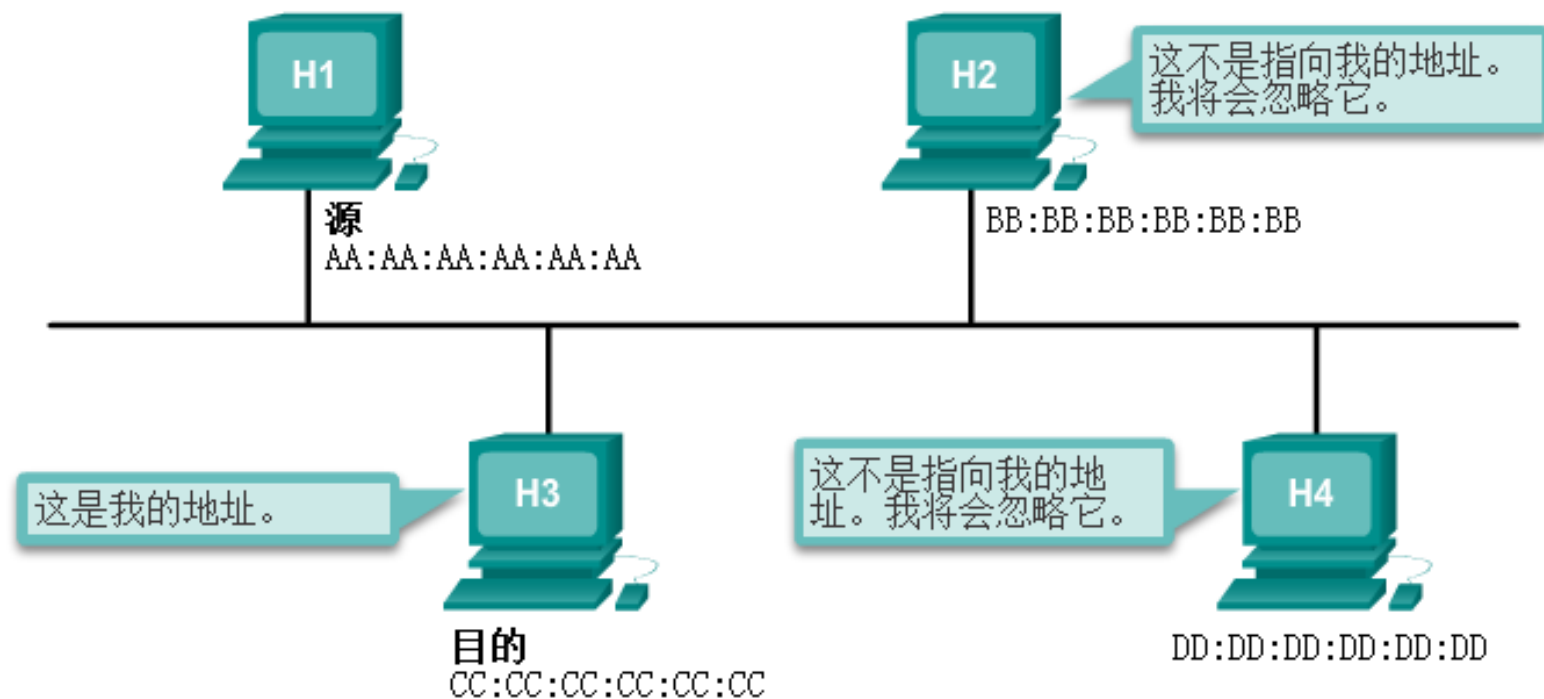 H1
H2
这不是指向我的地址。
我将会忽略它。
源
AA:AA:AA:AA:AA:AA
BB:BB:BB:BB:BB:BB
这是我的地址。
H3
这不是指向我的地
址。我将会忽略它。
H4
目的
CC:CC:CC:CC:CC:CC
DD:DD:DD:DD:DD:DD